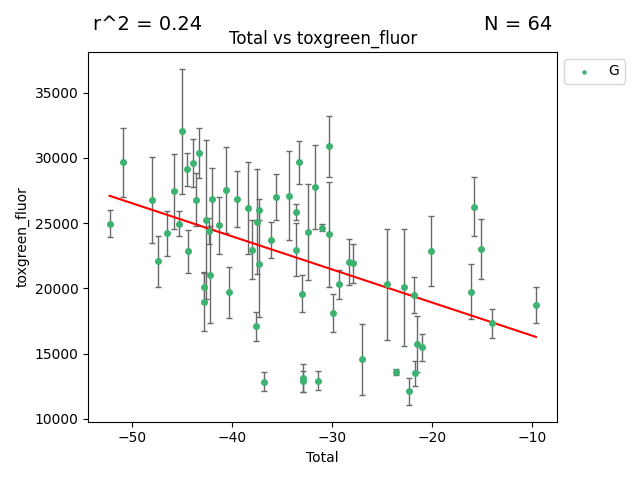 r^2 = 0.24
N = 64
Total vs toxgreen_fluor
G
toxgreen_fluor
35000
30000
25000
20000
15000
10000
−50
−40
−30
−20
−10
Total